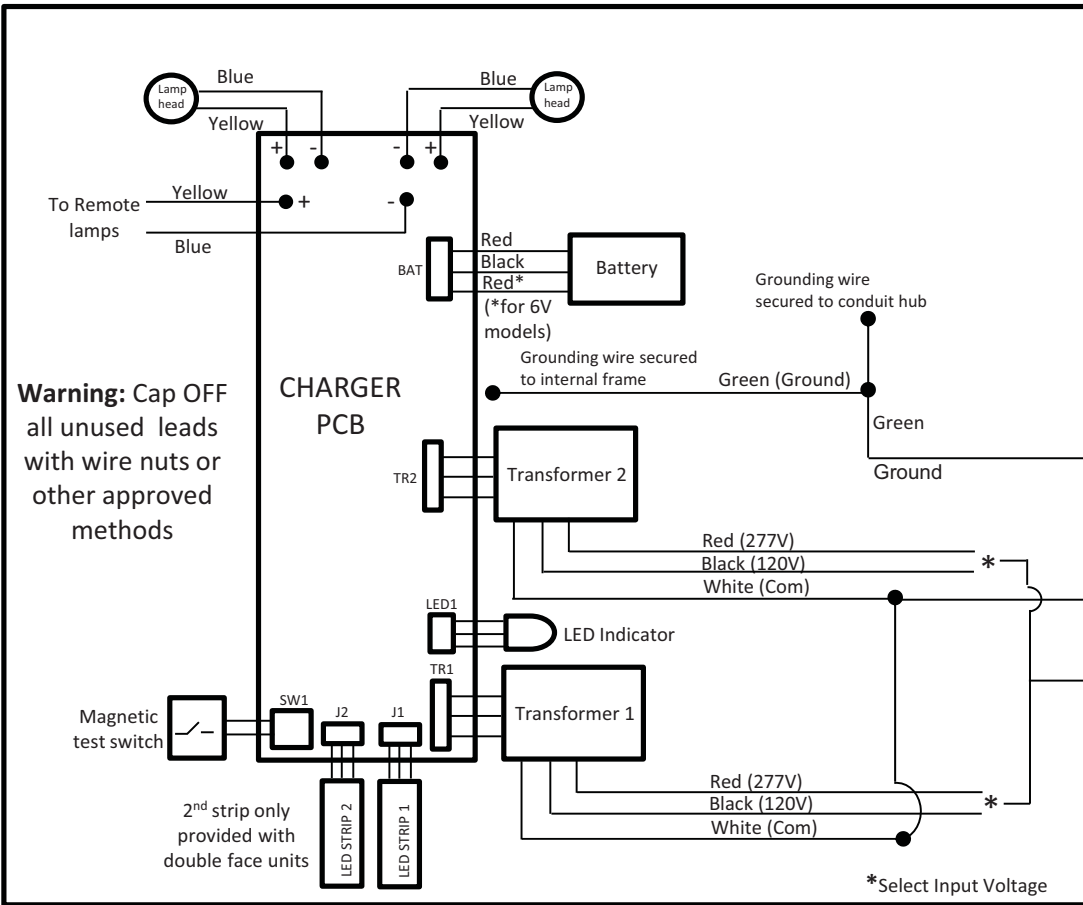 Lamp
head
Blue
Yellow
Blue
Yellow
Lamp
head
+ - - +
To Remote
lamps
Yellow
+
-
Blue
BAT
Red
Black
Red*
(*for 6V
models)
Battery
Grounding wire
secured to conduit hub
Grounding wire secured
to internal frame
Green (Ground)
Green
Ground
Warning: Cap OFF
all unused leads
with wire nuts or
other approved
methods
CHARGER
PCB
TR2
Transformer 2
Red (277V)
Black (120V)
White (Com)
*
LED1
LED Indicator
TR1
Transformer 1
Magnetic
test switch
SW1
J2
J1
LED STRIP 2
LED STRIP 1
2nd strip only
provided with
double face units
Red (277V)
Black (120V)
White (Com)
*
*Select Input Voltage